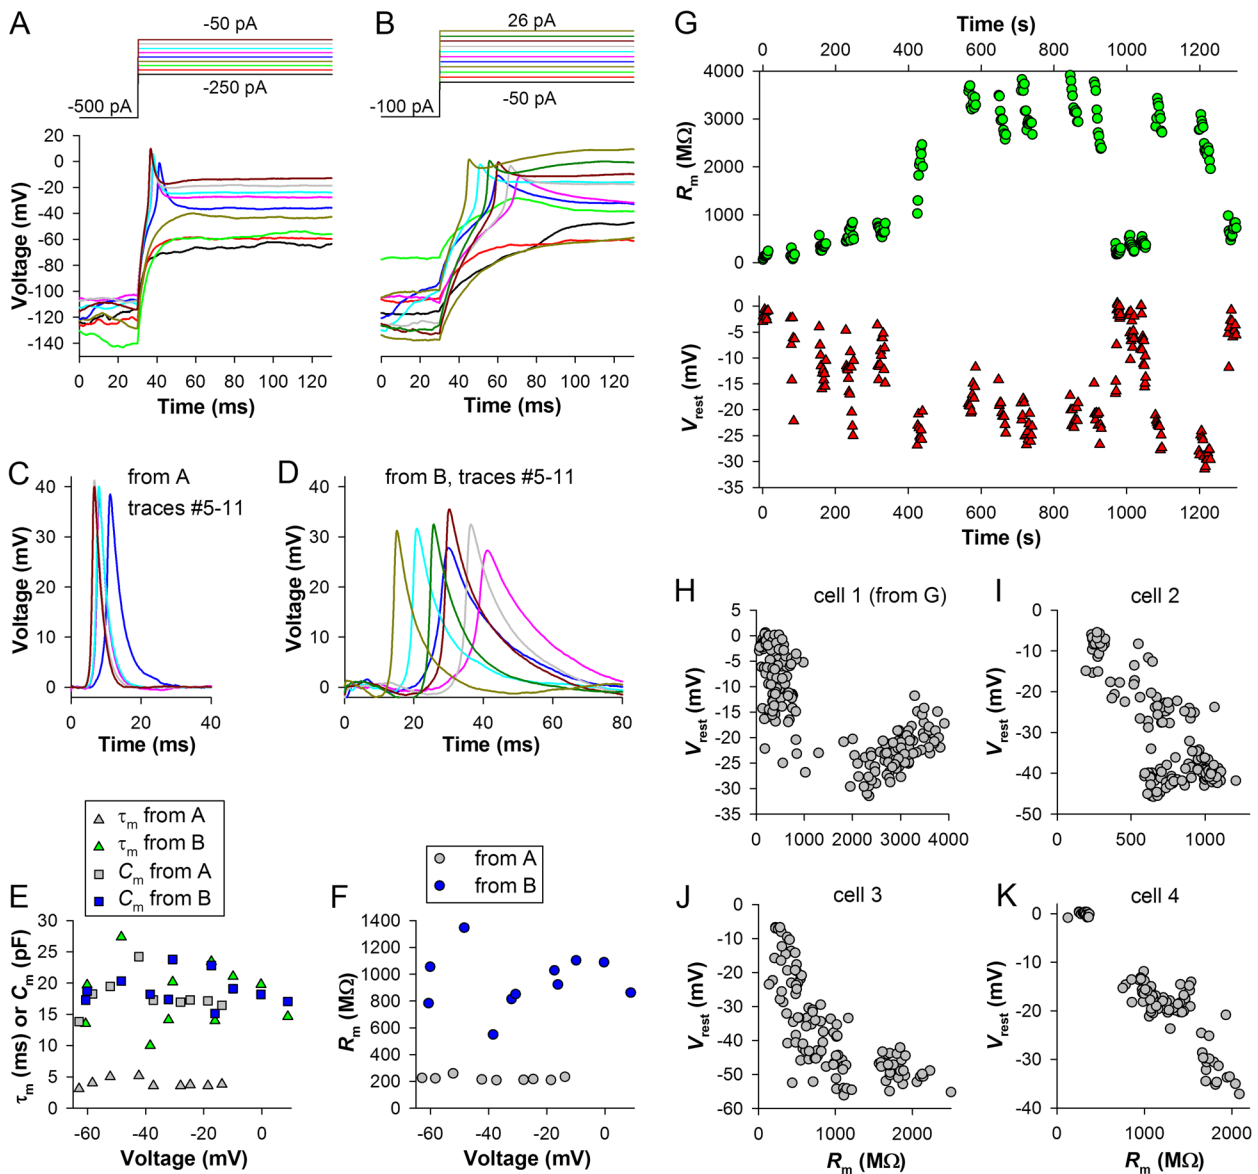 A
-50 pA
-500 pA
-250 pA
Voltage (mV)
20
0
-20
-40
-60
-80
-100
-120
-140
0 20 40 60 80 100 120
Time (ms)
B
26 pA
-100 pA
-50 pA
0 20 40 60 80 100 120
Time (ms)
C
from A
traces #5-11
Voltage (mV)
40
30
20
10
0
0 20 40
Time (ms)
D
from B, traces #5-11
Voltage (mV)
40
30
20
10
0
0 20 40 60 80
Time (ms)
τm from A
τm from B
Cm from A
Cm from B
E
τm (ms) or Cm (pF)
30
25
20
15
10
5
0
-60 -40 -20 0
Voltage (mV)
from A
from B
F
Rm (MΩ)
1400
1200
1000
800
600
400
200
0
-60 -40 -20 0
Voltage (mV)
G
Time (s)
0 200 400 600 800 1000 1200
Rm (MΩ)
4000
3000
2000
1000
0
Vrest (mV)
0
-5
-10
-15
-20
-25
-30
-35
0 200 400 600 800 1000 1200
Time (s)
H
cell 1 (from G)
Vrest (mV)
5
0
-5
-10
-15
-20
-25
-30
-35
0 1000 2000 3000 4000
I
cell 2
Vrest (mV)
0
-10
-20
-30
-40
-50
0 500 1000
J
cell 3
Vrest (mV)
0
-10
-20
-30
-40
-50
-60
0 1000 2000
Rm (MΩ)
K
cell 4
Vrest (mV)
0
-10
-20
-30
-40
0 500 1000 1500 2000
Rm (MΩ)